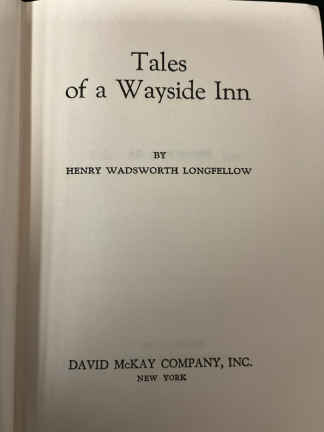 Tales
of a Wayside Inn
BY
HENRY WADSWORTH LONGFELLOW
DAVID McKAY COMPANY, INC.
NEW YORK